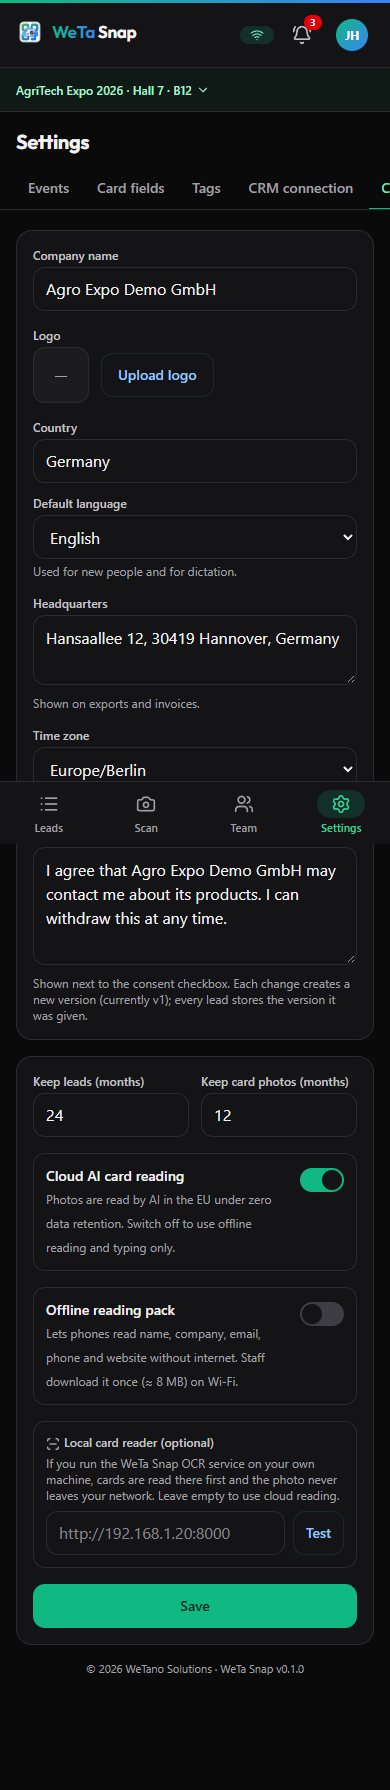 WeTa Snap
3
JH
AgriTech Expo 2026 · Hall 7 · B12
Settings
Events Card fields Tags CRM connection C
Company name
Agro Expo Demo GmbH
Logo
—
Upload logo
Country
Germany
Default language
English
Used for new people and for dictation.
Headquarters
Hansaallee 12, 30419 Hannover, Germany
Shown on exports and invoices.
Time zone
Europe/Berlin
Leads Scan Team Settings
I agree that Agro Expo Demo GmbH may
contact me about its products. I can
withdraw this at any time.
Shown next to the consent checkbox. Each change creates a
new version (currently v1); every lead stores the version it
was given.
Keep leads (months) Keep card photos (months)
24 12
Cloud AI card reading
Photos are read by AI in the EU under zero
data retention. Switch off to use offline
reading and typing only.
Offline reading pack
Lets phones read name, company, email,
phone and website without internet. Staff
download it once (≈ 8 MB) on Wi-Fi.
Local card reader (optional)
If you run the WeTa Snap OCR service on your own
machine, cards are read there first and the photo never
leaves your network. Leave empty to use cloud reading.
http://192.168.1.20:8000 Test
Save
© 2026 WeTano Solutions · WeTa Snap v0.1.0